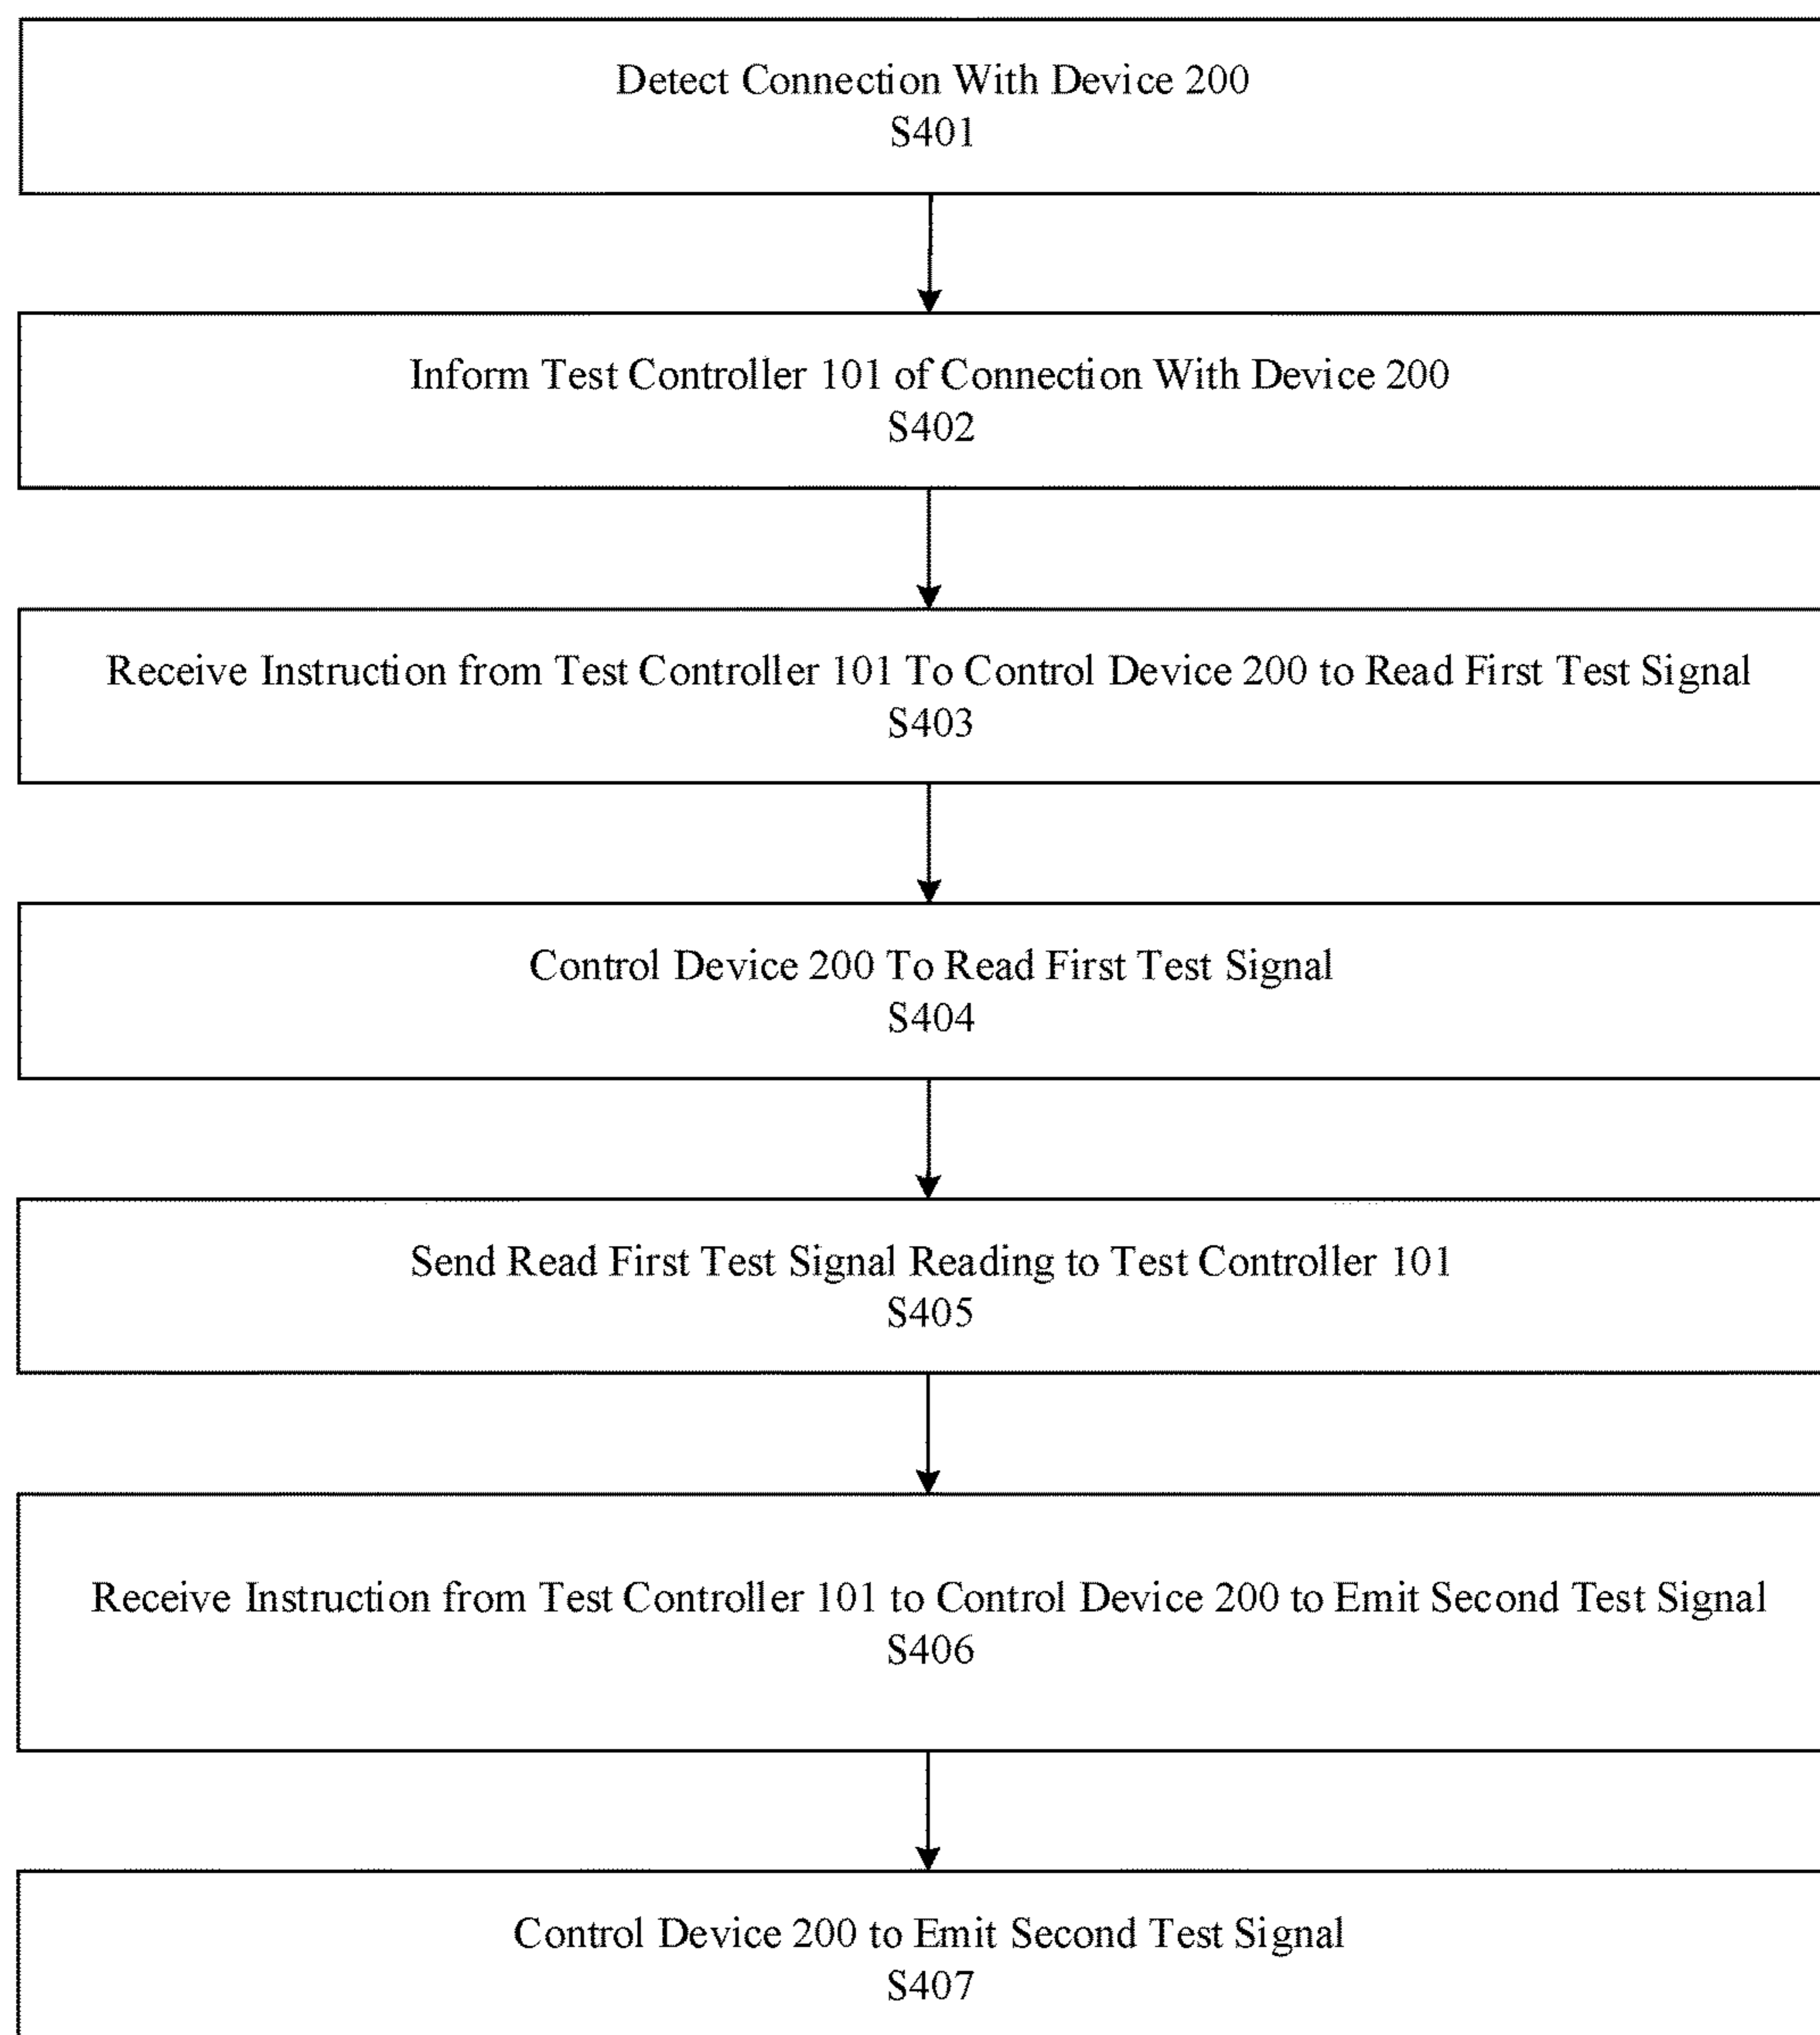 Detect Connection With Device 200
S401
Inform Test Controller 101 of Connection With Device 200
S402
Receive Instruction from Test Controller 101 To Control Device 200 to Read First Test Signal
S403
Control Device 200 To Read First Test Signal
S404
Send Read First Test Signal Reading to Test Controller 101
S405
Receive Instruction from Test Controller 101 to Control Device 200 to Emit Second Test Signal
S406
Control Device 200 to Emit Second Test Signal
S407